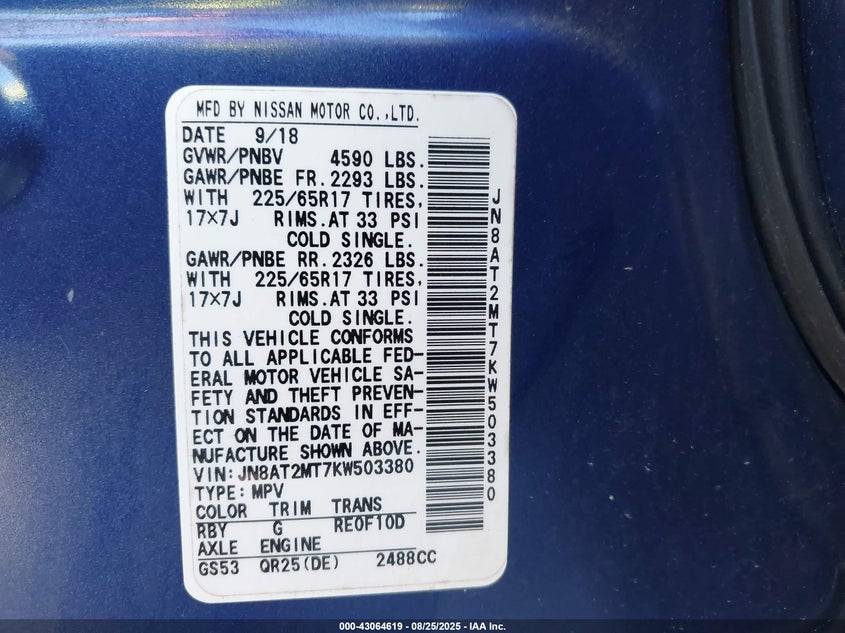 MFD BY NISSAN MOTOR CO.,LTD.
DATE 9/18
GVWR/PNBV 4590 LBS.
GAWR/PNBE FR. 2293 LBS.
WITH 225/65R17 TIRES,
17×7J RIMS.AT 33 PSI
COLD SINGLE.
GAWR/PNBE RR. 2326 LBS.
WITH 225/65R17 TIRES,
17×7J RIMS.AT 33 PSI
COLD SINGLE.
THIS VEHICLE CONFORMS
TO ALL APPLICABLE FED-
ERAL MOTOR VEHICLE SA-
FETY AND THEFT PREVEN-
TION STANDARDS IN EFF-
ECT ON THE DATE OF MA-
NUFACTURE SHOWN ABOVE.
VIN:JN8AT2MT7KW503380
TYPE:MPV
COLOR TRIM TRANS
RBY G RE0F10D
AXLE ENGINE
GS53 QR25(DE) 2488CC
JN8AT2MT7KW503380
000-43064619 - 08/25/2025 - IAA Inc.